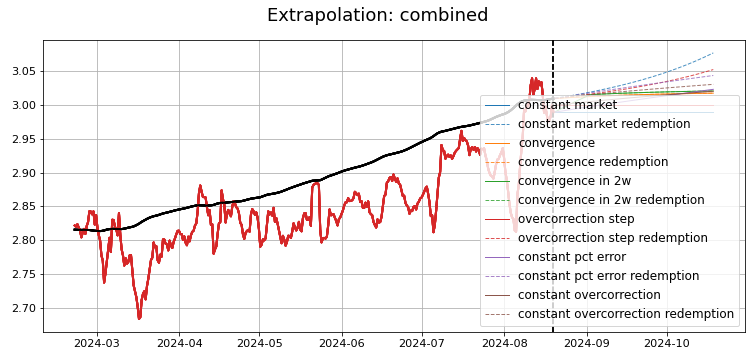 Extrapolation: combined
3.05
3.00
2.95
2.90
2.85
2.80
2.75
2.70
constant market
constant market redemption
convergence
convergence redemption
convergence in 2w
convergence in 2w redemption
overcorrection step
overcorrection step redemption
constant pct error
constant pct error redemption
constant overcorrection
constant overcorrection redemption
2024-03
2024-04
2024-05
2024-06
2024-07
2024-08
2024-09
2024-10